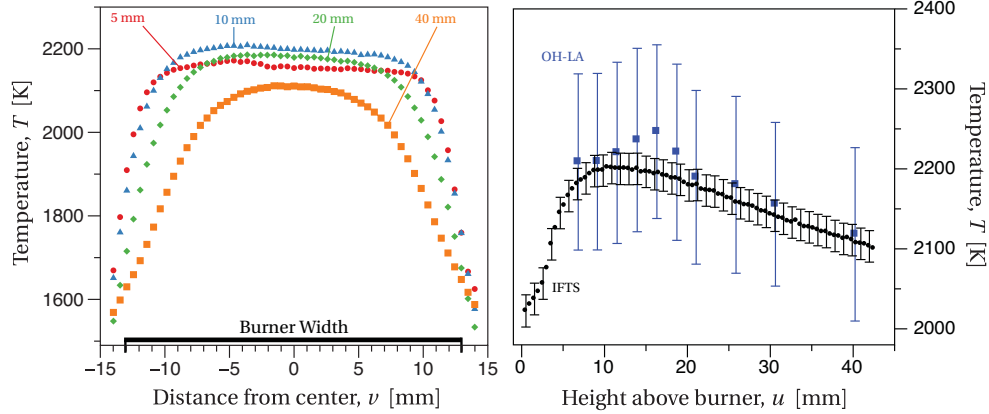 5 mm
10 mm
20 mm
40 mm
2200
2000
1800
1600
Temperature, T [K]
Burner Width
−15
−10
−5
0
5
10
15
Distance from center, v [mm]
OH-LA
IFTS
2400
2300
2200
2100
2000
Temperature, T [K]
0
10
20
30
40
Height above burner, u [mm]